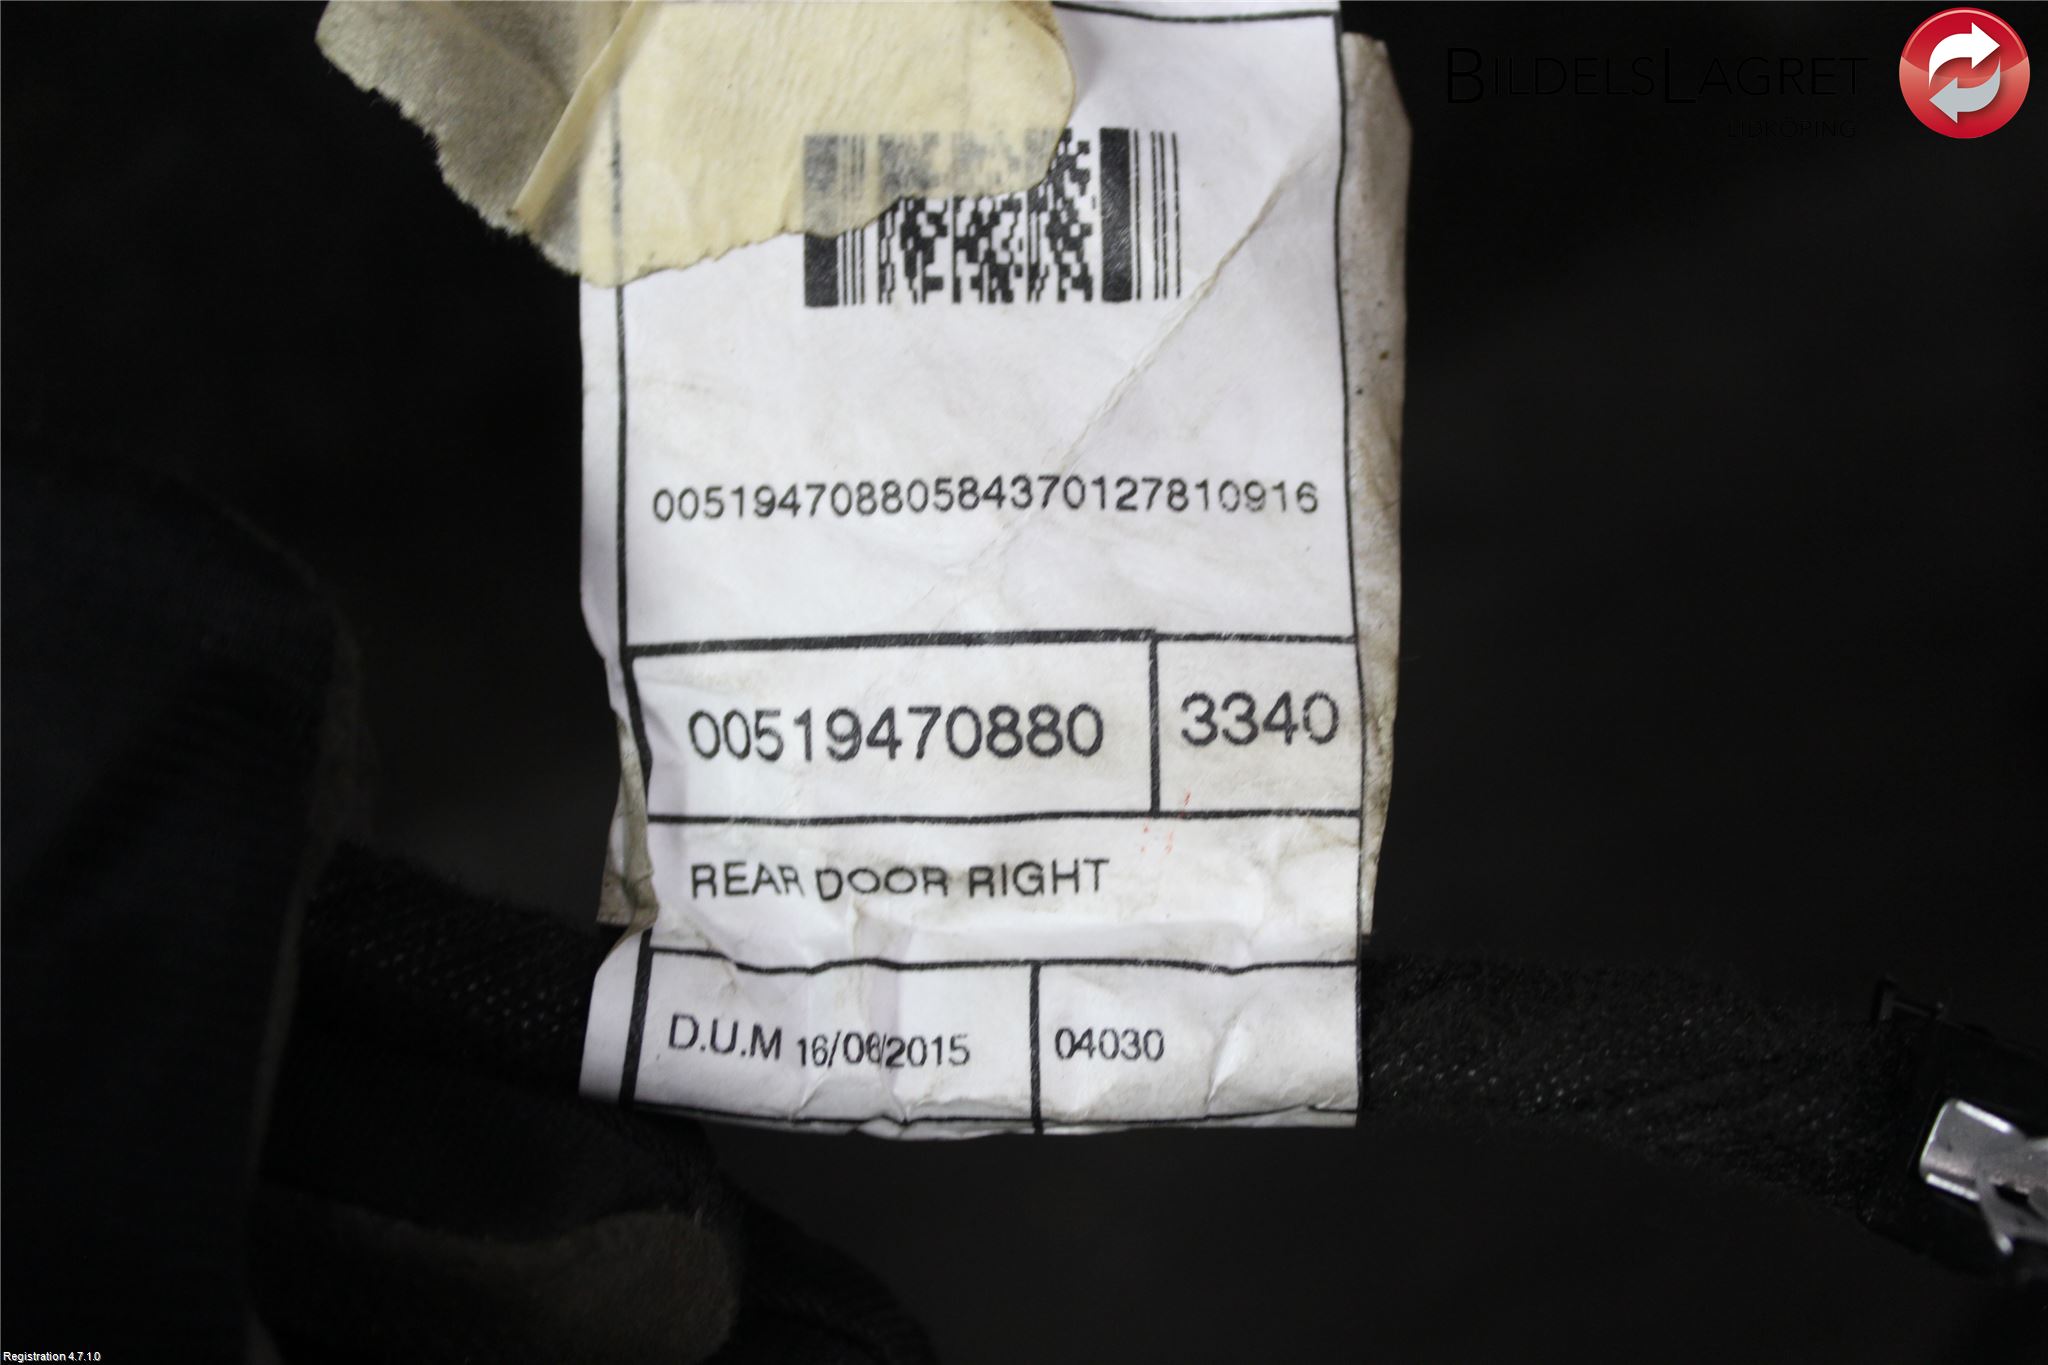 BILDELSLAGRET
LIDKÖPING
00519470880584370127810916
00519470880 3340
REAR DOOR RIGHT
D.U.M 16/06/2015 04030
Registration 4.7.1.0